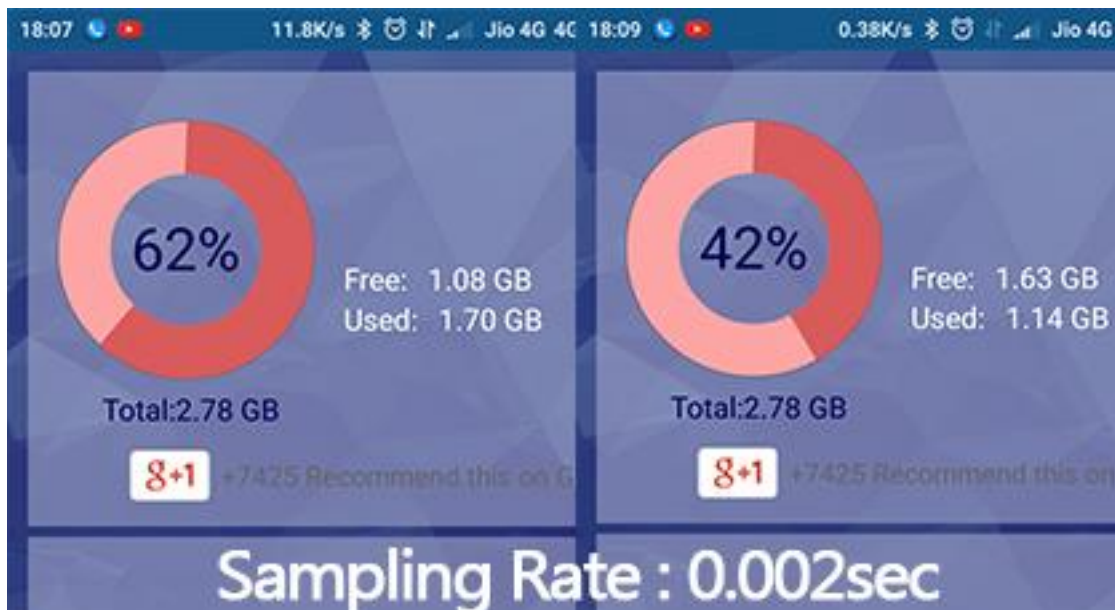 18:07 11.8K/s Jio 4G 4G
62%
Free: 1.08 GB
Used: 1.70 GB
Total:2.78 GB
g+1 +7425 Recommend this on G
18:09 0.38K/s Jio 4G
42%
Free: 1.63 GB
Used: 1.14 GB
Total:2.78 GB
g+1 +7425 Recommend this on
Sampling Rate : 0.002sec